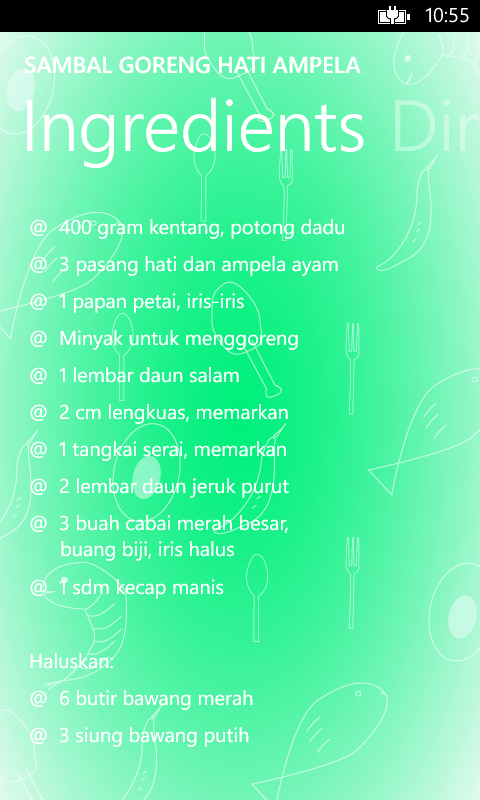 10:55
SAMBAL GORENG HATI AMPELA
Ingredients Dir
@ 400 gram kentang, potong dadu
@ 3 pasang hati dan ampela ayam
@ 1 papan petai, iris-iris
@ Minyak untuk menggoreng
@ 1 lembar daun salam
@ 2 cm lengkuas, memarkan
@ 1 tangkai serai, memarkan
@ 2 lembar daun jeruk purut
@ 3 buah cabai merah besar,
buang biji, iris halus
@ 1 sdm kecap manis
Haluskan:
@ 6 butir bawang merah
@ 3 siung bawang putih